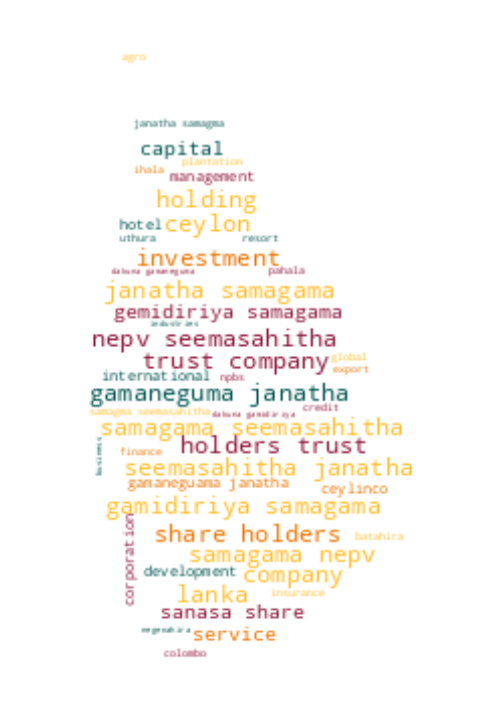 agro
janatha samagma
capital
plantation
ihala
management
holding
hotel ceylon
uthura resort
investment
dakuna gamaneguma pahala
janatha samagama
gemidiriya samagama
industries
nepv seemasahitha
trust company global
export
international npbs
gamaneguma janatha
credit
samagma seemasahitha dakuna gamidiriya
samagama seemasahitha
business
holders trust
finance
seemasahitha janatha
gamaneguama janatha
ceylinco
gamidiriya samagama
corporation
share holders batahira
samagama nepv
development company
lanka insurance
sanasa share
negenahira service
colombo